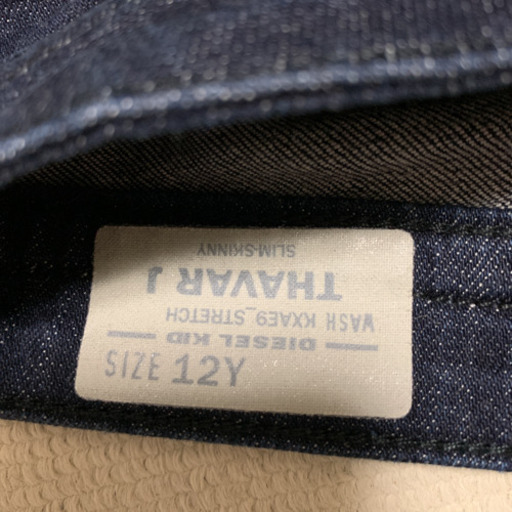 SLIM-SKINNY
THAVAR J
WASH KXAE9_STRETCH
DIESEL KID
SIZE 12Y